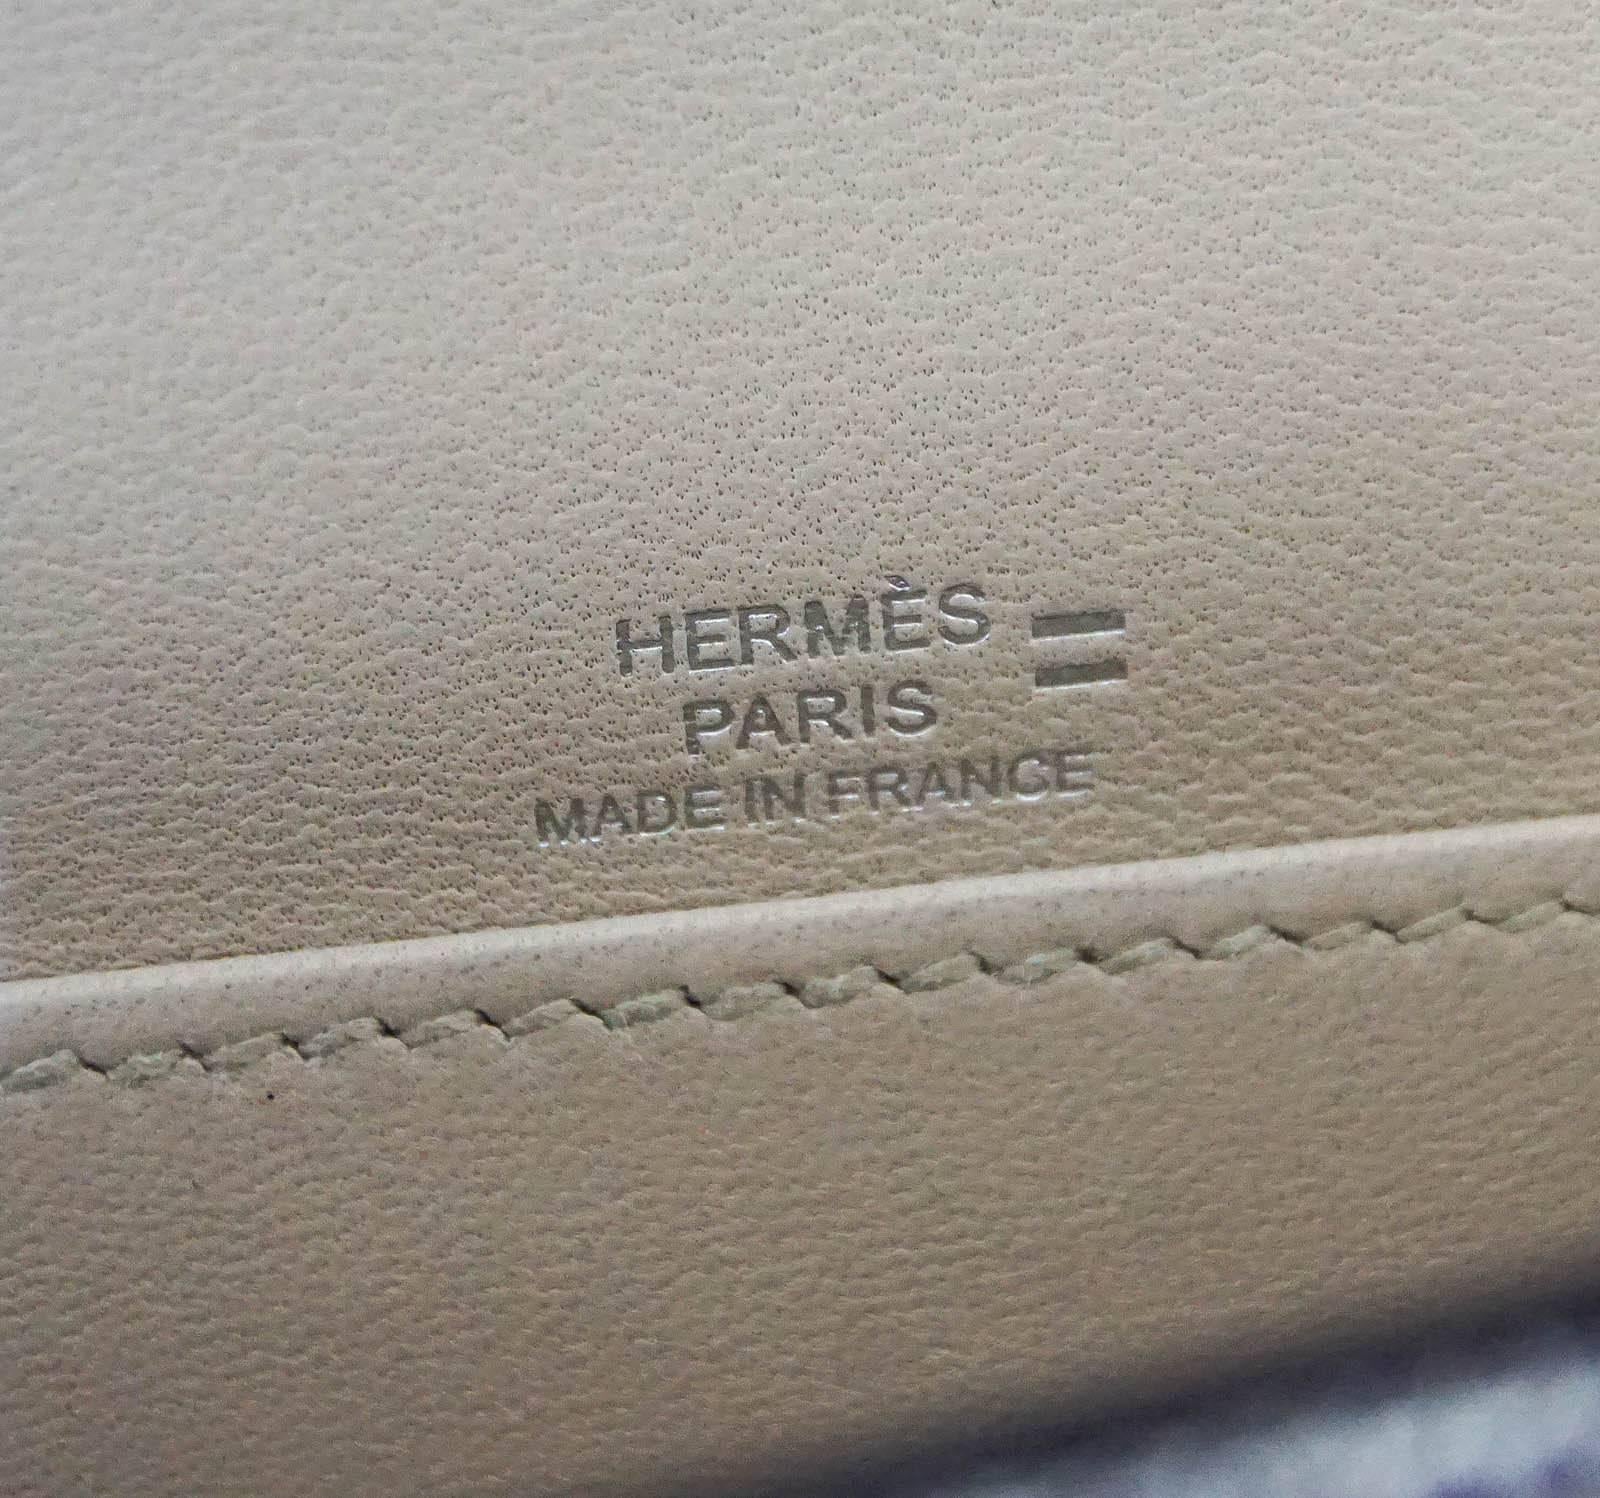 HERMÈS =
PARIS
MADE IN FRANCE